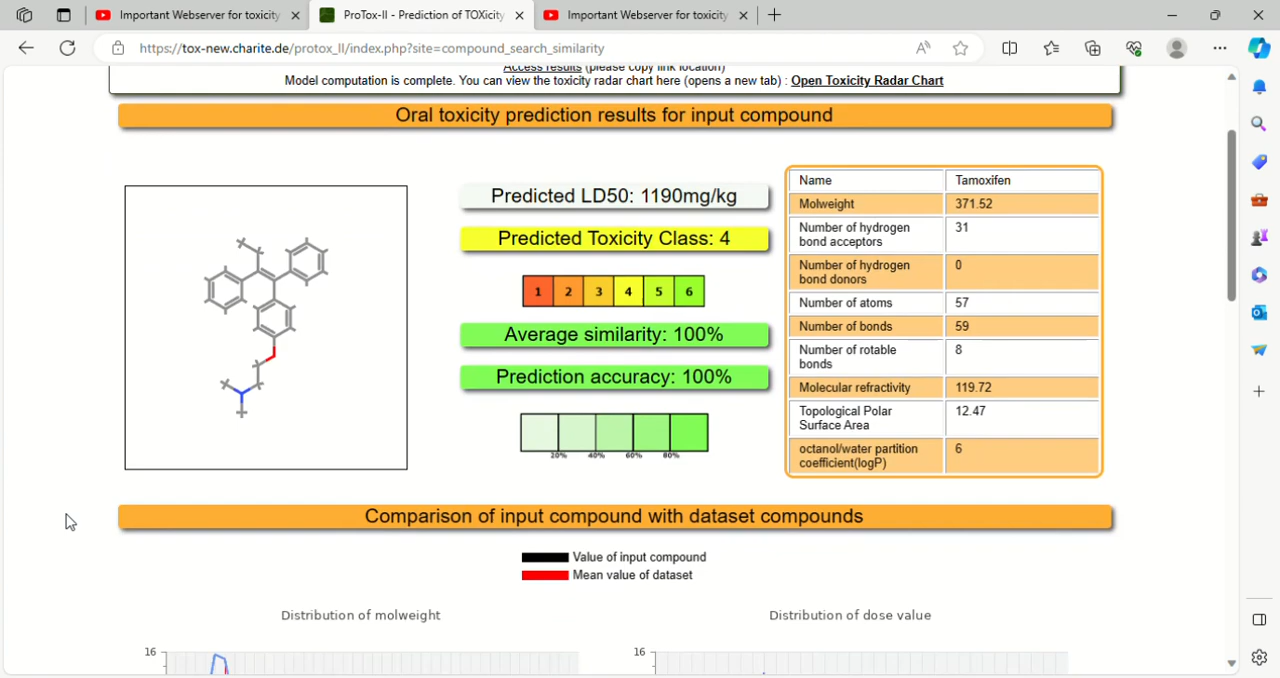 Important Webserver for toxicity
ProTox-II - Prediction of TOXicity
Important Webserver for toxicity
https://tox-new.charite.de/protox_II/index.php?site=compound_search_similarity
Access results (please copy link location)
Model computation is complete. You can view the toxicity radar chart here (opens a new tab) : Open Toxicity Radar Chart
Oral toxicity prediction results for input compound
Predicted LD50: 1190mg/kg
Predicted Toxicity Class: 4
1 2 3 4 5 6
Average similarity: 100%
Prediction accuracy: 100%
20% 40% 60% 80%
Name Tamoxifen
Molweight 371.52
Number of hydrogen
bond acceptors 31
Number of hydrogen
bond donors 0
Number of atoms 57
Number of bonds 59
Number of rotable
bonds 8
Molecular refractivity 119.72
Topological Polar
Surface Area 12.47
octanol/water partition
coefficient(logP) 6
Comparison of input compound with dataset compounds
Value of input compound
Mean value of dataset
Distribution of molweight
Distribution of dose value
16
16